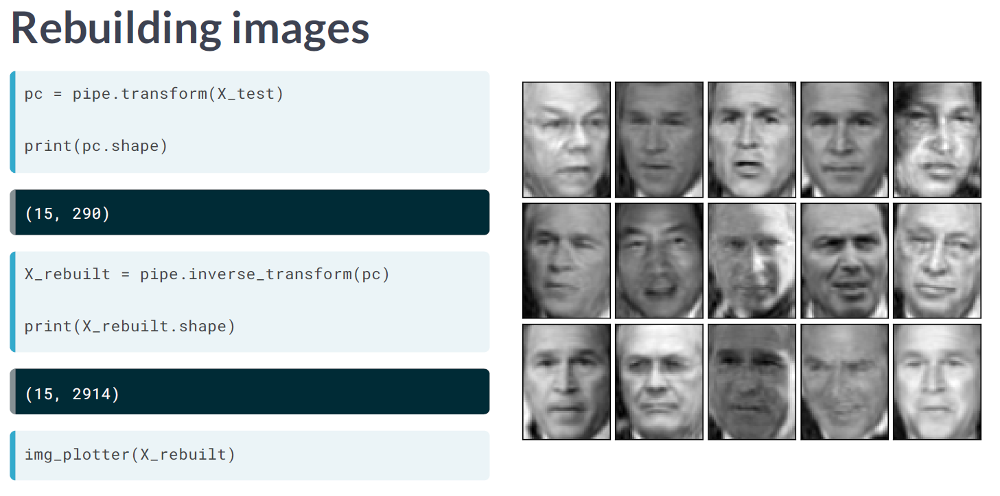 Rebuilding images
pc = pipe.transform(X_test)
print(pc.shape)
(15, 290)
X_rebuilt = pipe.inverse_transform(pc)
print(X_rebuilt.shape)
(15, 2914)
img_plotter(X_rebuilt)